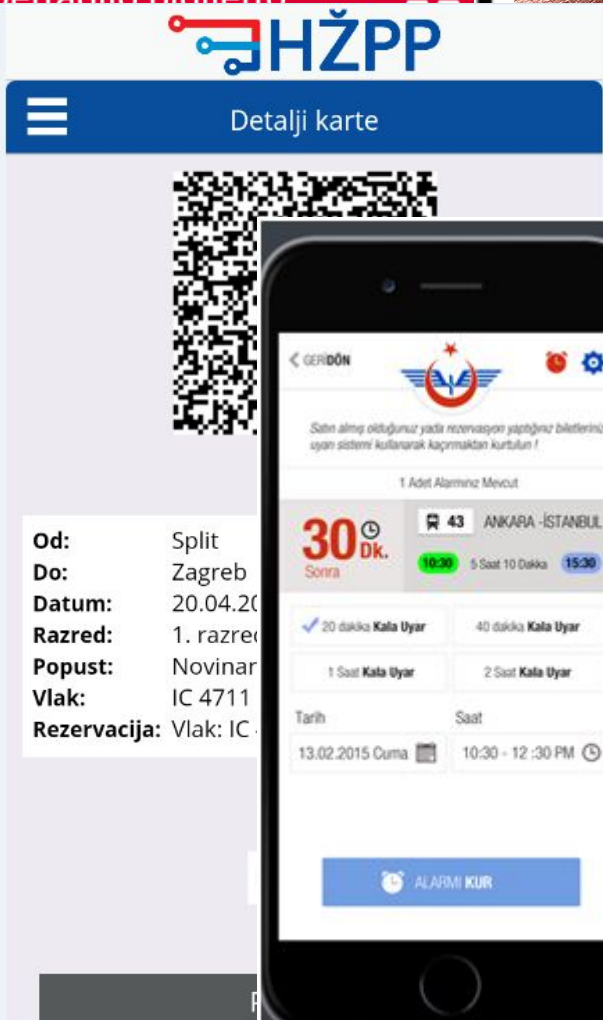 HŽPP
Detalji karte
Od: Split
Do: Zagreb
Datum: 20.04.20
Razred: 1. razred
Popust: Novinar
Vlak: IC 4711
Rezervacija: Vlak: IC
GERİDÖN
Satın almış olduğunuz yada rezervasyon yaptığınız biletleriniz
uyarı sistemi kullanarak kaçırmaktan kurtulun !
1 Adet Alarmınız Mevcut
30 Dk.
Sonra
43 ANKARA -İSTANBUL
10:30 5 Saat 10 Dakika 15:30
20 dakika Kala Uyar
40 dakika Kala Uyar
1 Saat Kala Uyar
2 Saat Kala Uyar
Tarih
Saat
13.02.2015 Cuma
10:30 - 12 :30 PM
ALARMI KUR